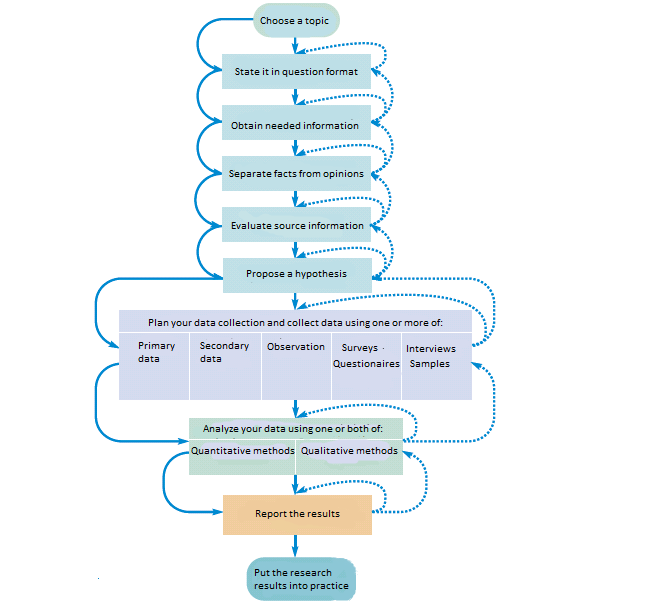 Choose a topic
State it in question format
Obtain needed information
Separate facts from opinions
Evaluate source information
Propose a hypothesis
Plan your data collection and collect data using one or more of:
Primary
data
Secondary
data
Observation
Surveys
Questionaires
Interviews
Samples
Analyze your data using one or both of:
Quantitative methods
Qualitative methods
Report the results
Put the research
results into practice